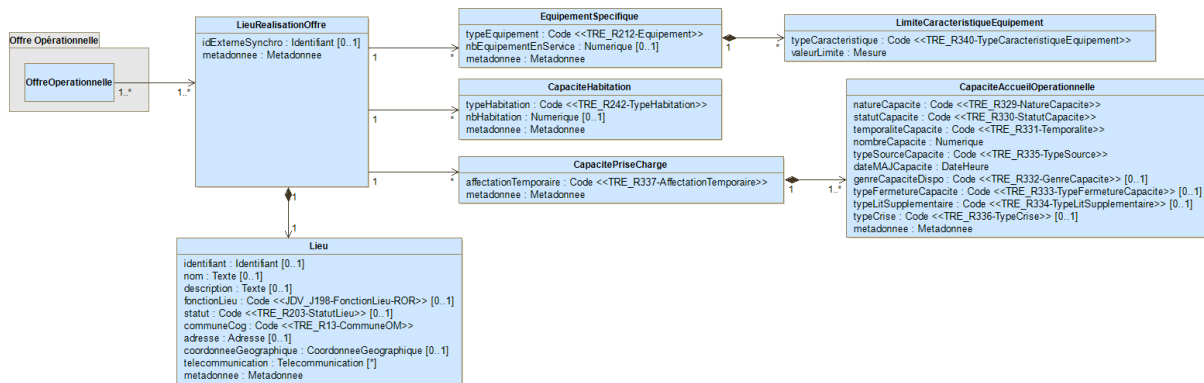 Offre Opérationnelle
OffreOperationnelle
1..*
1..*
LieuRealisationOffre
idExterneSynchro : Identifiant [0..1]
metadonnee : Metadonnee
1
*
1
*
1
*
1
1
EquipementSpecifique
typeEquipement : Code <<TRE_R212-Equipement>>
nbEquipementEnService : Numerique [0..1]
metadonnee : Metadonnee
1
*
LimiteCaracteristiqueEquipement
typeCaracteristique : Code <<TRE_R340-TypeCaracteristiqueEquipement>>
valeurLimite : Mesure
CapaciteHabitation
typeHabitation : Code <<TRE_R242-TypeHabitation>>
nbHabitation : Numerique [0..1]
metadonnee : Metadonnee
CapacitePriseCharge
affectationTemporaire : Code <<TRE_R337-AffectationTemporaire>>
metadonnee : Metadonnee
1
1..*
CapaciteAccueilOperationnelle
natureCapacite : Code <<TRE_R329-NatureCapacite>>
statutCapacite : Code <<TRE_R330-StatutCapacite>>
temporaliteCapacite : Code <<TRE_R331-Temporalite>>
nombreCapacite : Numerique
typeSourceCapacite : Code <<TRE_R335-TypeSource>>
dateMAJCapacite : DateHeure
genreCapaciteDispo : Code <<TRE_R332-GenreCapacite>> [0..1]
typeFermetureCapacite : Code <<TRE_R333-TypeFermetureCapacite>> [0..1]
typeLitSupplementaire : Code <<TRE_R334-TypeLitSupplementaire>> [0..1]
typeCrise : Code <<TRE_R336-TypeCrise>> [0..1]
metadonnee : Metadonnee
Lieu
identifiant : Identifiant [0..1]
nom : Texte [0..1]
description : Texte [0..1]
fonctionLieu : Code <<JDV_J198-FonctionLieu-ROR>> [0..1]
statut : Code <<TRE_R203-StatutLieu>> [0..1]
communeCog : Code <<TRE_R13-CommuneOM>>
adresse : Adresse [0..1]
coordonneeGeographique : CoordonneeGeographique [0..1]
telecommunication : Telecommunication [*]
metadonnee : Metadonnee